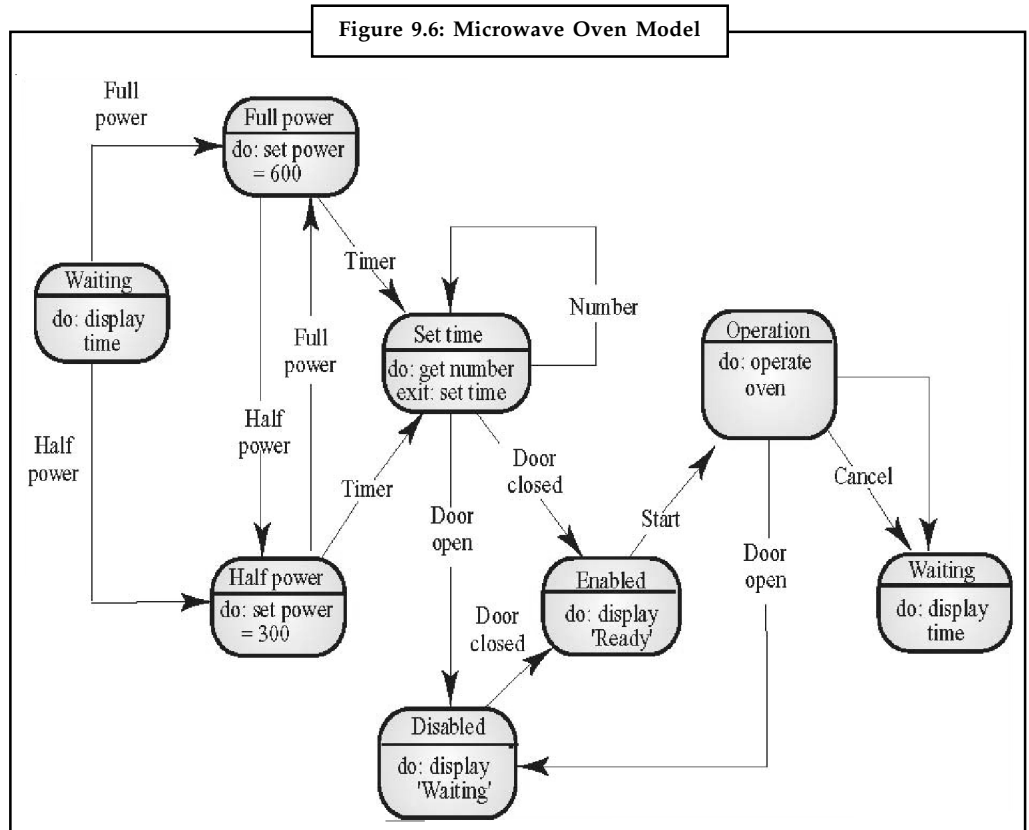 Figure 9.6: Microwave Oven Model
Full
power
Full power
do: set power
= 600
Timer
Waiting
do: display
time
Full
power
Number
Set time
do: get number
exit: set time
Operation
do: operate
oven
Half
power
Half
power
Timer
Door
closed
Cancel
Door
open
Start
Door
open
Half power
do: set power
= 300
Enabled
do: display
'Ready'
Waiting
do: display
time
Door
closed
Disabled
do: display
'Waiting'